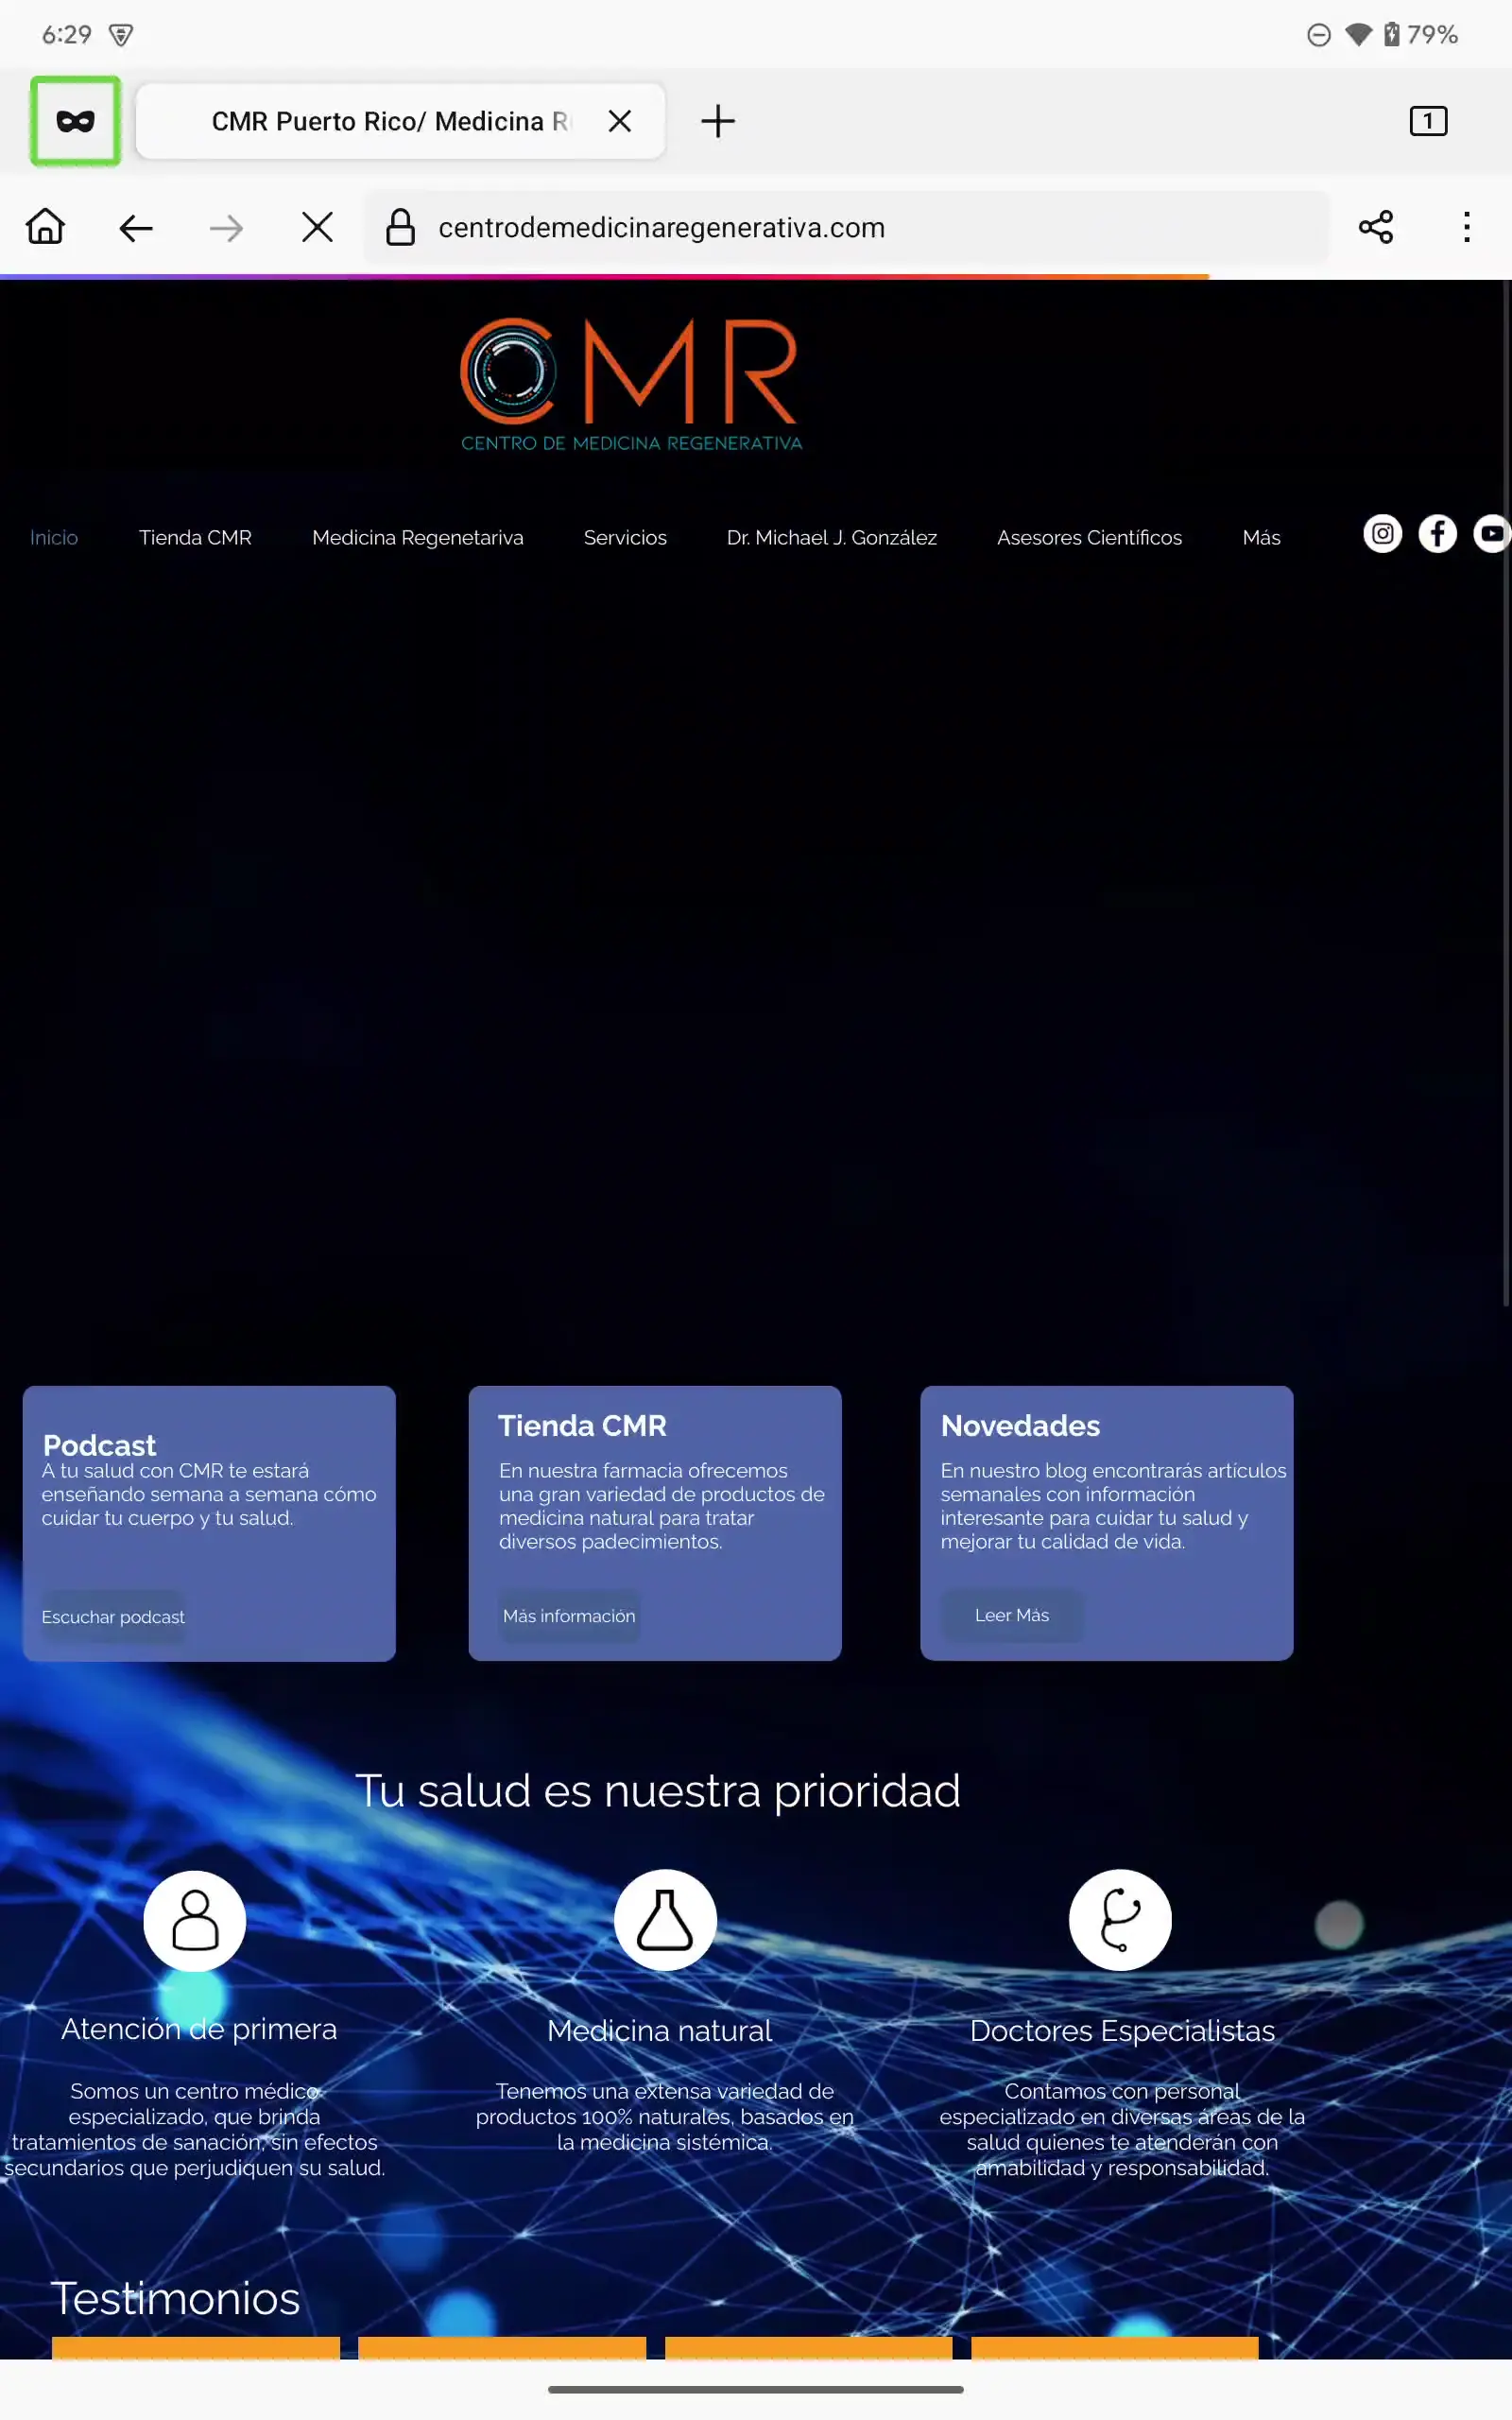 6:29
79%
CMR Puerto Rico/ Medicina R
1
centrodemedicinaregenerativa.com
CMR
CENTRO DE MEDICINA REGENERATIVA
Inicio
Tienda CMR
Medicina Regenetariva
Servicios
Dr. Michael J. González
Asesores Científicos
Más
Podcast
A tu salud con CMR te estará
enseñando semana a semana cómo
cuidar tu cuerpo y tu salud.
Escuchar podcast
Tienda CMR
En nuestra farmacia ofrecemos
una gran variedad de productos de
medicina natural para tratar
diversos padecimientos.
Más información
Novedades
En nuestro blog encontrarás artículos
semanales con información
interesante para cuidar tu salud y
mejorar tu calidad de vida.
Leer Más
Tu salud es nuestra prioridad
Atención de primera
Somos un centro médico
especializado, que brinda
tratamientos de sanación, sin efectos
secundarios que perjudiquen su salud.
Medicina natural
Tenemos una extensa variedad de
productos 100% naturales, basados en
la medicina sistémica.
Doctores Especialistas
Contamos con personal
especializado en diversas áreas de la
salud quienes te atenderán con
amabilidad y responsabilidad.
Testimonios